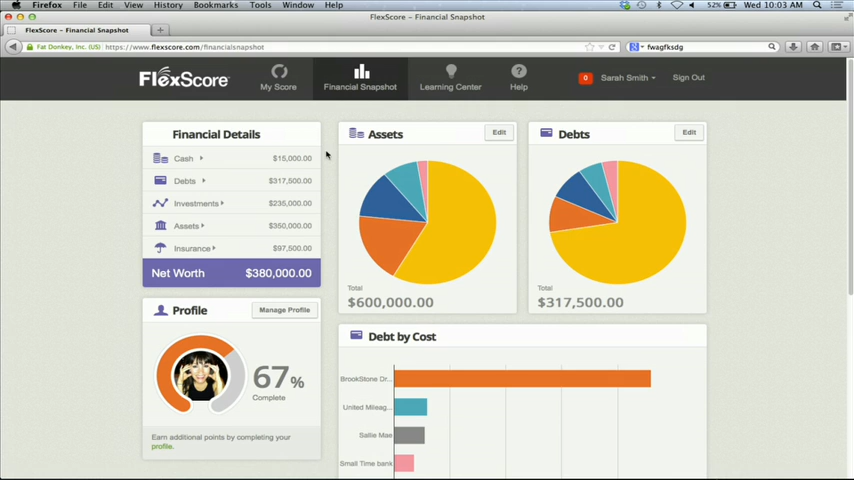 Firefox File Edit View History Bookmarks Tools Window Help 52% Wed 10:03 AM
FlexScore – Financial Snapshot
FlexScore – Financial Snapshot
Fat Donkey, Inc. (US) https://www.flexscore.com/financialsnapshot fwagfksdg
FlexScore My Score Financial Snapshot Learning Center Help 0 Sarah Smith Sign Out
Financial Details
Cash $15,000.00
Debts $317,500.00
Investments $235,000.00
Assets $350,000.00
Insurance $97,500.00
Net Worth $380,000.00
Assets Edit
Total
$600,000.00
Debts Edit
Total
$317,500.00
Profile Manage Profile
67%
Complete
Earn additional points by completing your
profile.
Debt by Cost
BrookStone Dr...
United Mileag...
Sallie Mae
Small Time bank